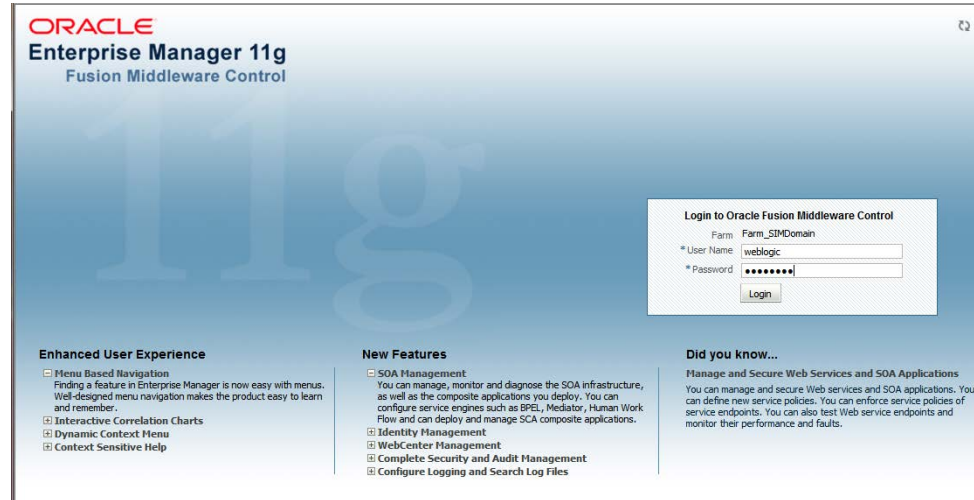 ORACLE
Enterprise Manager 11g
Fusion Middleware Control
11g
Login to Oracle Fusion Middleware Control
Farm Farm_SIMDomain
* User Name weblogic
* Password ••••••••
Login
Enhanced User Experience
Menu Based Navigation
Finding a feature in Enterprise Manager is now easy with menus.
Well-designed menu navigation makes the product easy to learn
and remember.
Interactive Correlation Charts
Dynamic Context Menu
Context Sensitive Help
New Features
SOA Management
You can manage, monitor and diagnose the SOA infrastructure,
as well as the composite applications you deploy. You can
configure service engines such as BPEL, Mediator, Human Work
Flow and can deploy and manage SCA composite applications.
Identity Management
WebCenter Management
Complete Security and Audit Management
Configure Logging and Search Log Files
Did you know...
Manage and Secure Web Services and SOA Applications
You can manage and secure Web services and SOA applications. You
can define new service policies. You can enforce service policies of
service endpoints. You can also test Web service endpoints and
monitor their performance and faults.